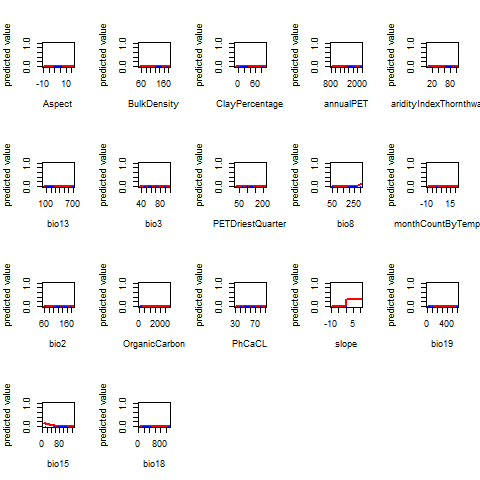 predicted value 0.0 1.0 -10 10 Aspect
predicted value 0.0 1.0 60 160 BulkDensity
predicted value 0.0 1.0 0 60 ClayPercentage
predicted value 0.0 1.0 800 2000 annualPET
predicted value 0.0 1.0 20 80 aridityIndexThornthwa
predicted value 0.0 1.0 100 700 bio13
predicted value 0.0 1.0 40 80 bio3
predicted value 0.0 1.0 50 200 PETDriestQuarter
predicted value 0.0 1.0 50 250 bio8
predicted value 0.0 1.0 -10 15 monthCountByTemp
predicted value 0.0 1.0 60 160 bio2
predicted value 0.0 1.0 0 2000 OrganicCarbon
predicted value 0.0 1.0 30 70 PhCaCL
predicted value 0.0 1.0 -10 5 slope
predicted value 0.0 1.0 0 400 bio19
predicted value 0.0 1.0 0 80 bio15
predicted value 0.0 1.0 0 800 bio18